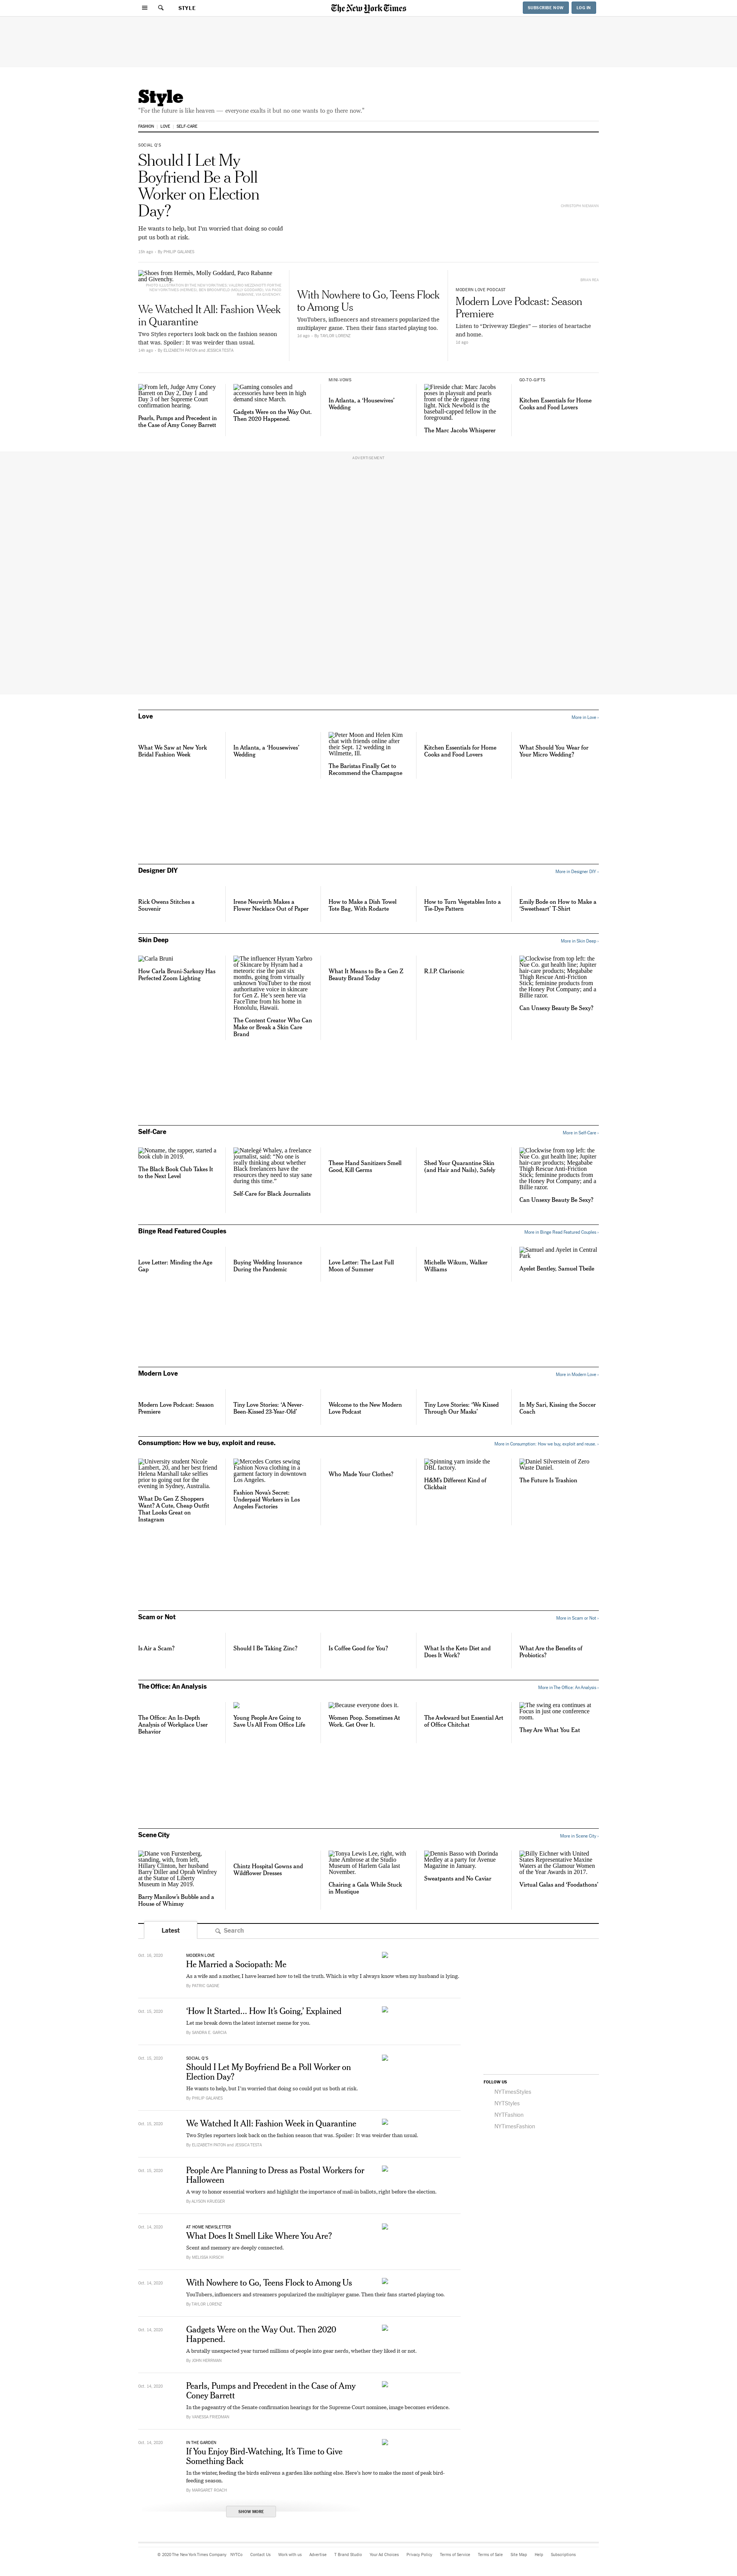 STYLE
The New York Times
SUBSCRIBE NOW
LOG IN
Style
"For the future is like heaven — everyone exalts it but no one wants to go there now."
FASHION
LOVE
SELF-CARE
SOCIAL Q'S
Should I Let My
Boyfriend Be a Poll
Worker on Election
Day?
He wants to help, but I'm worried that doing so could
put us both at risk.
By PHILIP GALANES
Shoes from Hermès, Molly Goddard, Paco Rabanne
and Givenchy.
We Watched It All: Fashion Week
in Quarantine
Two Styles reporters look back on the fashion season
that was. Spoiler: It was weirder than usual.
14h ago · By ELIZABETH PATON and JESSICA TESTA
With Nowhere to Go, Teens Flock
to Among Us
YouTubers, influencers and streamers popularized the
multiplayer game. Then their fans started playing too.
1d ago · By TAYLOR LORENZ
MODERN LOVE PODCAST
Modern Love Podcast: Season
Premiere
Listen to "Driveway Elegies" — stories of heartache
and home.
1d ago
From left, Judge Amy Coney
Barrett on Day 2, Day 1 and
Day 3 of her Supreme Court
confirmation hearing.
Pearls, Pumps and Precedent in
the Case of Amy Coney Barrett
Gaming consoles and
accessories have been in high
demand since March.
Gadgets Were on the Way Out.
Then 2020 Happened.
MINI-VOWS
In Atlanta, a 'Housewives'
Wedding
Fireside chat: Marc Jacobs
poses in playsuit and pearls
front of the de rigueur ring
light. Nick Newbold is the
baseball-capped fellow in the
foreground.
The Marc Jacobs Whisperer
GO-TO-GIFTS
Kitchen Essentials for Home
Cooks and Food Lovers
ADVERTISEMENT
Love
More in Love ›
What We Saw at New York
Bridal Fashion Week
In Atlanta, a 'Housewives'
Wedding
Peter Moon and Helen Kim
chat with friends online after
their Sept. 12 wedding in
Wilmette, Ill.
The Baristas Finally Get to
Recommend the Champagne
Kitchen Essentials for Home
Cooks and Food Lovers
What Should You Wear for
Your Micro Wedding?
Designer DIY
More in Designer DIY ›
Rick Owens Stitches a
Souvenir
Irene Neuwirth Makes a
Flower Necklace Out of Paper
How to Make a Dish Towel
Tote Bag, With Rodarte
How to Turn Vegetables Into a
Tie-Dye Pattern
Emily Bode on How to Make a
'Sweetheart' T-Shirt
Skin Deep
More in Skin Deep ›
Carla Bruni
How Carla Bruni-Sarkozy Has
Perfected Zoom Lighting
The influencer Hyram Yarbro
of Skincare by Hyram had a
meteoric rise the past six
months, going from virtually
unknown YouTuber to the most
authoritative voice in skincare
for Gen Z. He's seen here via
FaceTime from his home in
Honolulu, Hawaii.
The Content Creator Who Can
Make or Break a Skin Care
Brand
What It Means to Be a Gen Z
Beauty Brand Today
R.I.P. Clarisonic
Clockwise from top left: the
Nue Co. gut health line; Jupiter
hair-care products; Megababe
Thigh Rescue Anti-Friction
Stick; feminine products from
the Honey Pot Company; and a
Billie razor.
Can Unsexy Beauty Be Sexy?
Self-Care
More in Self-Care ›
Noname, the rapper, started a
book club in 2019.
The Black Book Club Takes It
to the Next Level
Natelegé Whaley, a freelance
journalist, said: "No one is
really thinking about whether
Black freelancers have the
resources they need to stay sane
during this time."
Self-Care for Black Journalists
These Hand Sanitizers Smell
Good, Kill Germs
Shed Your Quarantine Skin
(and Hair and Nails), Safely
Clockwise from top left: the
Nue Co. gut health line; Jupiter
hair-care products; Megababe
Thigh Rescue Anti-Friction
Stick; feminine products from
the Honey Pot Company; and a
Billie razor.
Can Unsexy Beauty Be Sexy?
Binge Read Featured Couples
More in Binge Read Featured Couples ›
Love Letter: Minding the Age
Gap
Buying Wedding Insurance
During the Pandemic
Love Letter: The Last Full
Moon of Summer
Michelle Wikum, Walker
Williams
Samuel and Ayelet in Central
Park
Ayelet Bentley, Samuel Tbeile
Modern Love
More in Modern Love ›
Modern Love Podcast: Season
Premiere
Tiny Love Stories: 'A Never-
Been-Kissed 23-Year-Old'
Welcome to the New Modern
Love Podcast
Tiny Love Stories: 'We Kissed
Through Our Masks'
In My Sari, Kissing the Soccer
Coach
Consumption: How we buy, exploit and reuse.
More in Consumption: How we buy, exploit and reuse. ›
University student Nicole
Lambert, 20, and her best friend
Helena Marshall take selfies
prior to going out for the
evening in Sydney, Australia.
What Do Gen Z Shoppers
Want? A Cute, Cheap Outfit
That Looks Great on
Instagram
Mercedes Cortes sewing
Fashion Nova clothing in a
garment factory in downtown
Los Angeles.
Fashion Nova's Secret:
Underpaid Workers in Los
Angeles Factories
Who Made Your Clothes?
Spinning yarn inside the
DBL factory.
H&M's Different Kind of
Clickbait
Daniel Silverstein of Zero
Waste Daniel.
The Future Is Trashion
Scam or Not
More in Scam or Not ›
Is Air a Scam?
Should I Be Taking Zinc?
Is Coffee Good for You?
What Is the Keto Diet and
Does It Work?
What Are the Benefits of
Probiotics?
The Office: An Analysis
More in The Office: An Analysis ›
The Office: An In-Depth
Analysis of Workplace User
Behavior
Young People Are Going to
Save Us All From Office Life
Because everyone does it.
Women Poop. Sometimes At
Work. Get Over It.
The Awkward but Essential Art
of Office Chitchat
The swing era continues at
Focus in just one conference
room.
They Are What You Eat
Scene City
More in Scene City ›
Diane von Furstenberg,
standing, with, from left,
Hillary Clinton, her husband
Barry Diller and Oprah Winfrey
at the Statue of Liberty
Museum in May 2019.
Barry Manilow's Bubble and a
House of Whimsy
Chintz Hospital Gowns and
Wildflower Dresses
Tonya Lewis Lee, right, with
June Ambrose at the Studio
Museum of Harlem Gala last
November.
Chairing a Gala While Stuck
in Mustique
Dennis Basso with Dorinda
Medley at a party for Avenue
Magazine in January.
Sweatpants and No Caviar
Billy Eichner with United
States Representative Maxine
Waters at the Glamour Women
of the Year Awards in 2017.
Virtual Galas and 'Foodathons'
Latest
Search
MODERN LOVE
He Married a Sociopath: Me
As a wife and a mother, I have learned how to tell the truth. Which is why I always know when my husband is lying.
By PATRIC GAGNE
Oct. 15, 2020
'How It Started… How It's Going,' Explained
Let me break down the latest internet meme for you.
By SANDRA E. GARCIA
Oct. 15, 2020
SOCIAL Q'S
Should I Let My Boyfriend Be a Poll Worker on
Election Day?
He wants to help, but I'm worried that doing so could put us both at risk.
By PHILIP GALANES
Oct. 15, 2020
We Watched It All: Fashion Week in Quarantine
Two Styles reporters look back on the fashion season that was. Spoiler: It was weirder than usual.
By ELIZABETH PATON and JESSICA TESTA
Oct. 15, 2020
People Are Planning to Dress as Postal Workers for
Halloween
A way to honor essential workers and highlight the importance of mail-in ballots, right before the election.
By ALYSON KRUEGER
Oct. 14, 2020
AT HOME NEWSLETTER
What Does It Smell Like Where You Are?
Scent and memory are deeply connected.
By MELISSA KIRSCH
Oct. 14, 2020
With Nowhere to Go, Teens Flock to Among Us
YouTubers, influencers and streamers popularized the multiplayer game. Then their fans started playing too.
By TAYLOR LORENZ
Oct. 14, 2020
Gadgets Were on the Way Out. Then 2020
Happened.
A brutally unexpected year turned millions of people into gear nerds, whether they liked it or not.
By JOHN HERRMAN
Oct. 14, 2020
Pearls, Pumps and Precedent in the Case of Amy
Coney Barrett
In the pageantry of the Senate confirmation hearings for the Supreme Court nominee, image becomes evidence.
By VANESSA FRIEDMAN
Oct. 14, 2020
IN THE GARDEN
If You Enjoy Bird-Watching, It's Time to Give
Something Back
In the winter, feeding the birds enlivens a garden like nothing else. Here's how to make the most of peak bird-
feeding season.
By MARGARET ROACH
SHOW MORE
FOLLOW US
NYTimesStyles
NYTStyles
NYTFashion
NYTimesFashion
© 2020 The New York Times Company
NYTCo
Contact Us
Work with us
Advertise
T Brand Studio
Your Ad Choices
Privacy Policy
Terms of Service
Terms of Sale
Site Map
Help
Subscriptions